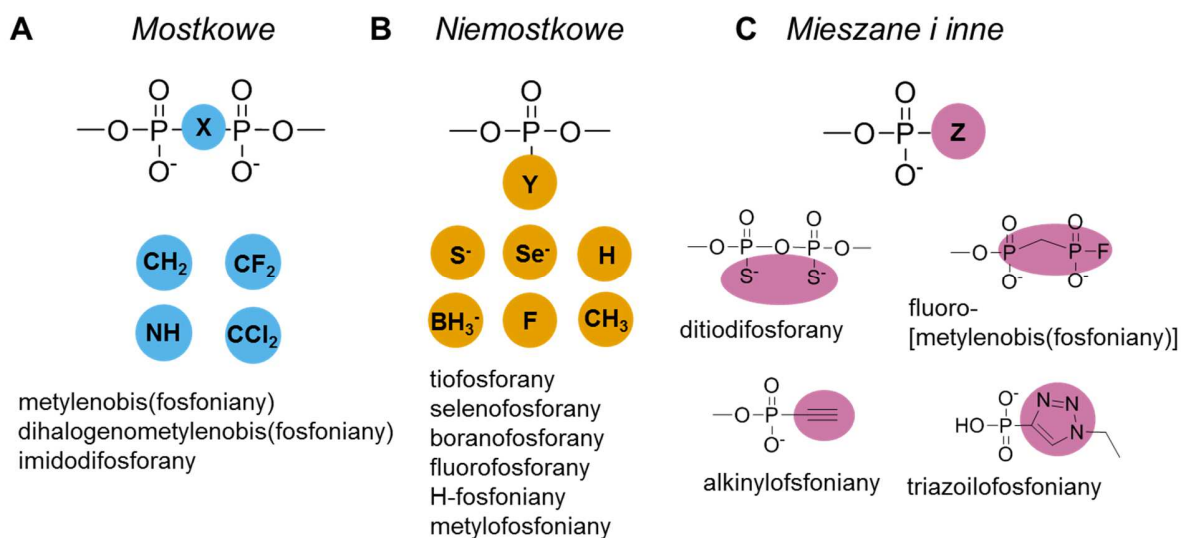 A Mostkowe
O O
—O—P—X—P—O—
O⁻ O⁻
CH₂ CF₂
NH CCl₂
metylenobis(fosfoniany)
dihalogenometylenobis(fosfoniany)
imidodifosforany
B Niemostkowe
O
—O—P—O—
Y
S⁻ Se⁻ H
BH₃⁻ F CH₃
tiofosforany
selenofosforany
boranofosforany
fluorofosforany
H-fosfoniany
metylofosfoniany
C Mieszane i inne
O
—O—P—Z
O⁻
O O
—O—P—O—P—O—
S⁻ S⁻
ditiodifosforany
O O
—O—P P—F
O⁻ O⁻
fluoro-
[metylenobis(fosfoniany)]
O
—O—P
O⁻
alkinylofsfoniany
O⁻ N=N
HO—P N
O
triazoilofosfoniany